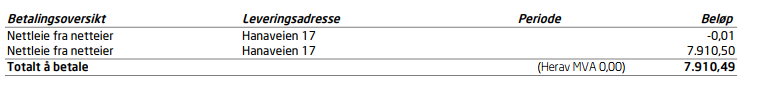 Betalingsoversikt Leveringsadresse Periode Beløp
Nettleie fra netteier Hanaveien 17 -0,01
Nettleie fra netteier Hanaveien 17 7.910,50
Totalt å betale (Herav MVA 0,00) 7.910,49